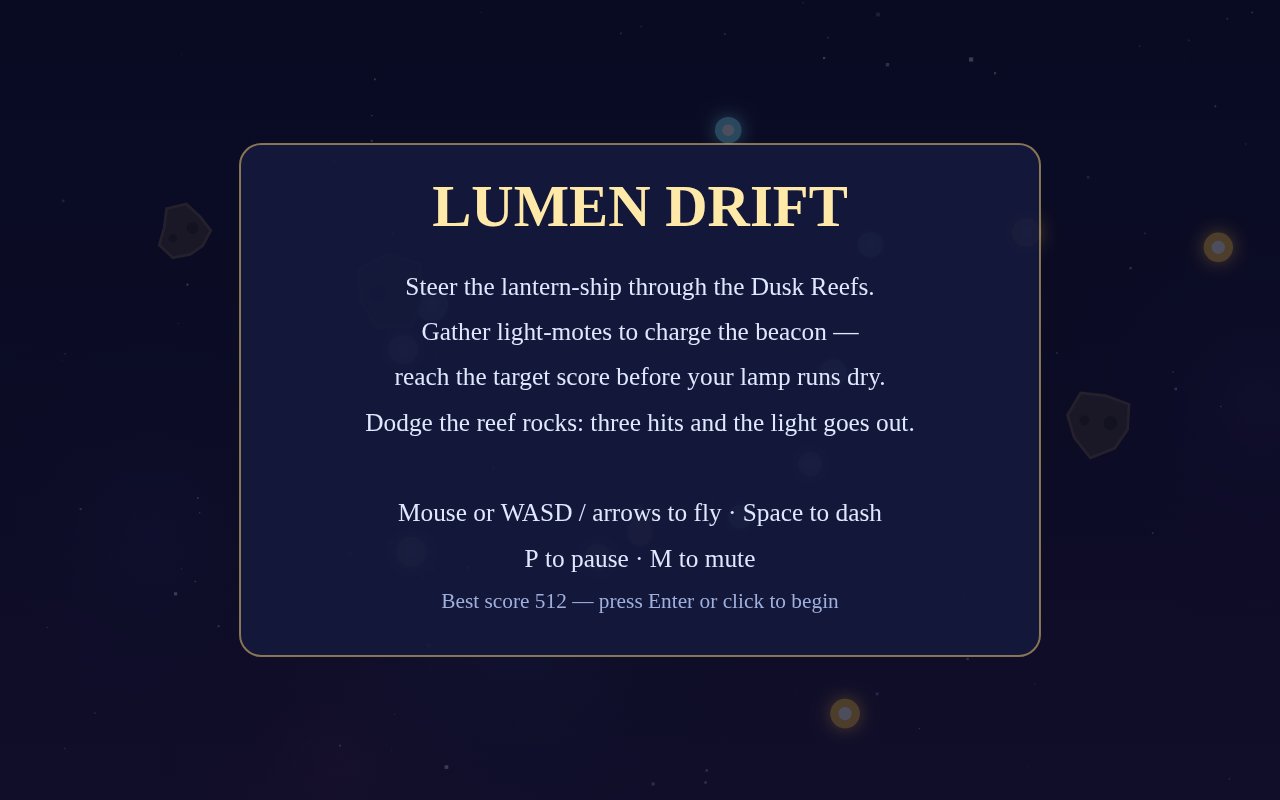 LUMEN DRIFT
Steer the lantern-ship through the Dusk Reefs.
Gather light-motes to charge the beacon —
reach the target score before your lamp runs dry.
Dodge the reef rocks: three hits and the light goes out.
Mouse or WASD / arrows to fly · Space to dash
P to pause · M to mute
Best score 512 — press Enter or click to begin